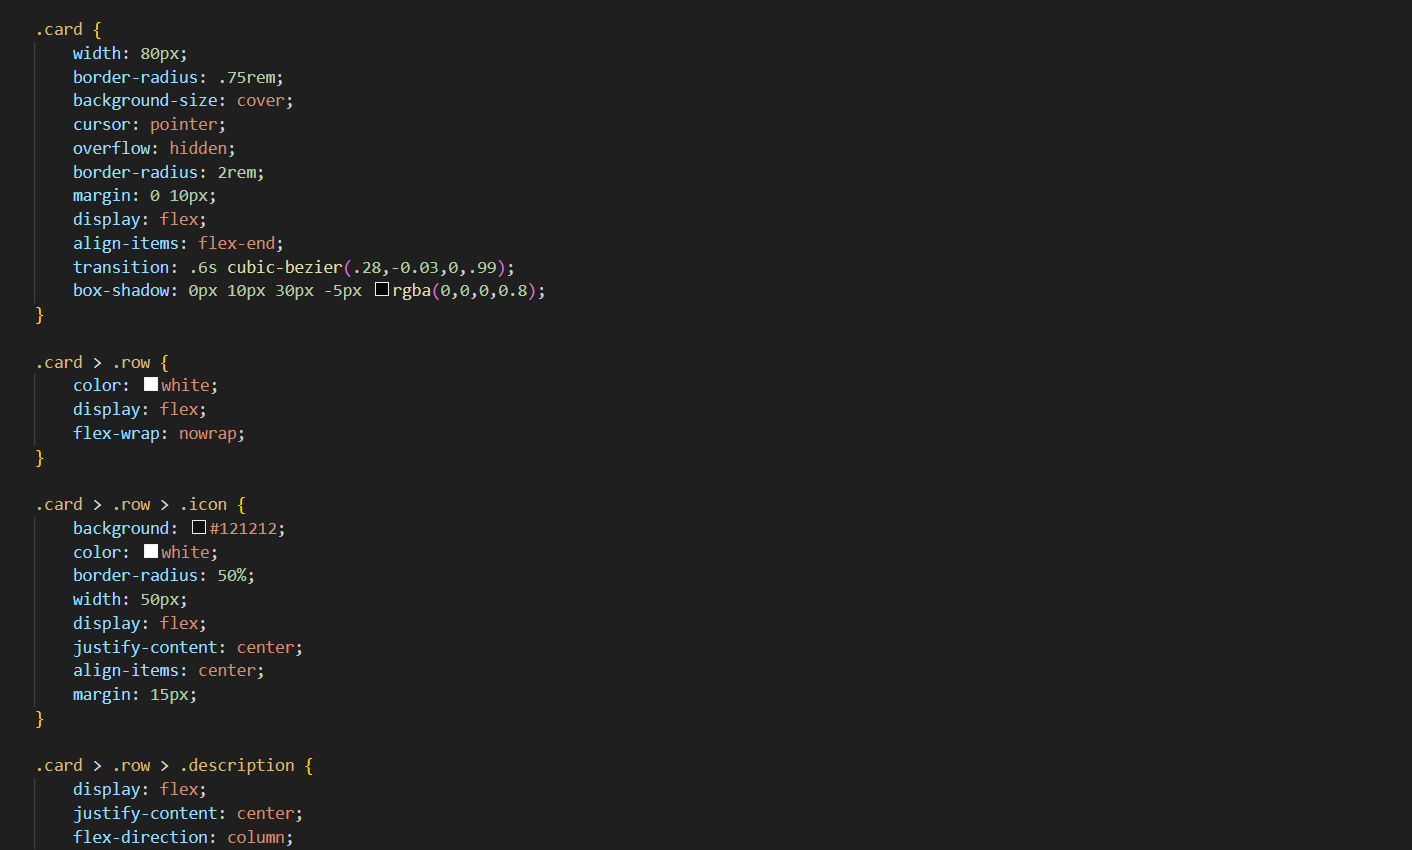 .card {
    width: 80px;
    border-radius: .75rem;
    background-size: cover;
    cursor: pointer;
    overflow: hidden;
    border-radius: 2rem;
    margin: 0 10px;
    display: flex;
    align-items: flex-end;
    transition: .6s cubic-bezier(.28,-0.03,0,.99);
    box-shadow: 0px 10px 30px -5px rgba(0,0,0,0.8);
}

.card > .row {
    color: white;
    display: flex;
    flex-wrap: nowrap;
}

.card > .row > .icon {
    background: #121212;
    color: white;
    border-radius: 50%;
    width: 50px;
    display: flex;
    justify-content: center;
    align-items: center;
    margin: 15px;
}

.card > .row > .description {
    display: flex;
    justify-content: center;
    flex-direction: column;